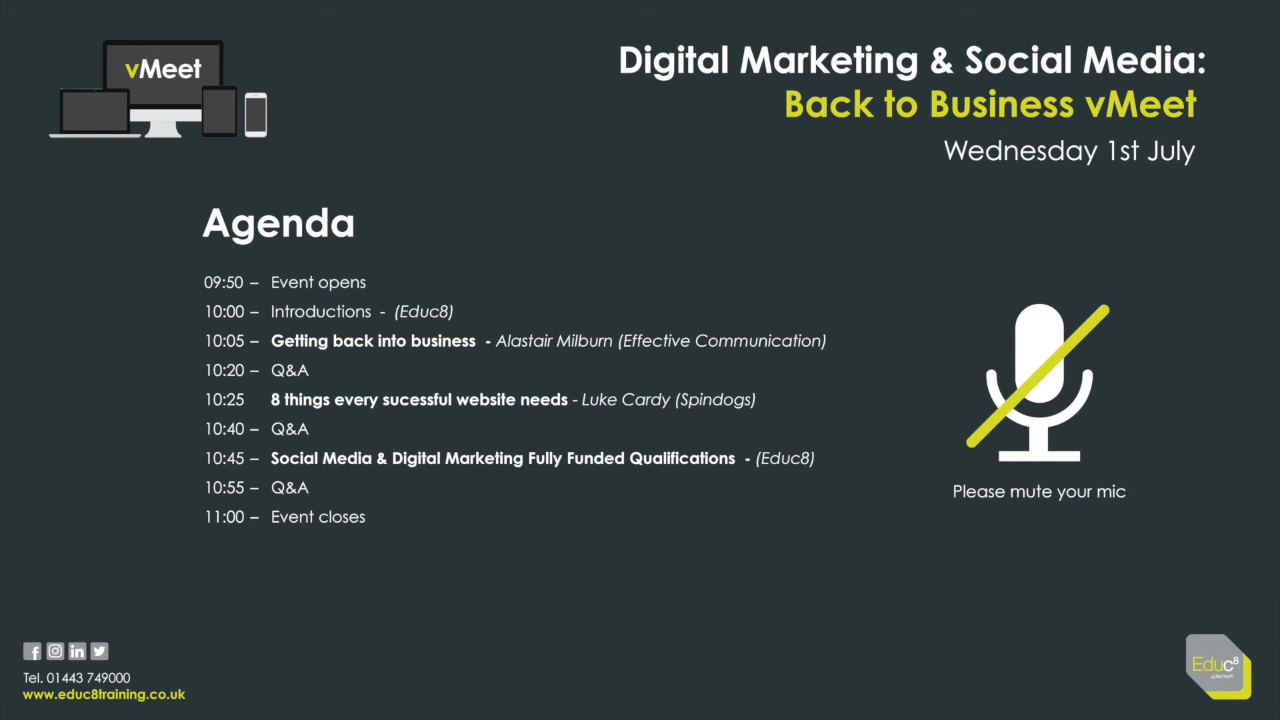 vMeet
Digital Marketing & Social Media:
Back to Business vMeet
Wednesday 1st July
Agenda
09:50 – Event opens
10:00 – Introductions - (Educ8)
10:05 – Getting back into business - Alastair Milburn (Effective Communication)
10:20 – Q&A
10:25 8 things every sucessful website needs - Luke Cardy (Spindogs)
10:40 – Q&A
10:45 – Social Media & Digital Marketing Fully Funded Qualifications - (Educ8)
10:55 – Q&A
11:00 – Event closes
Please mute your mic
Tel. 01443 749000
www.educ8training.co.uk
Educ8